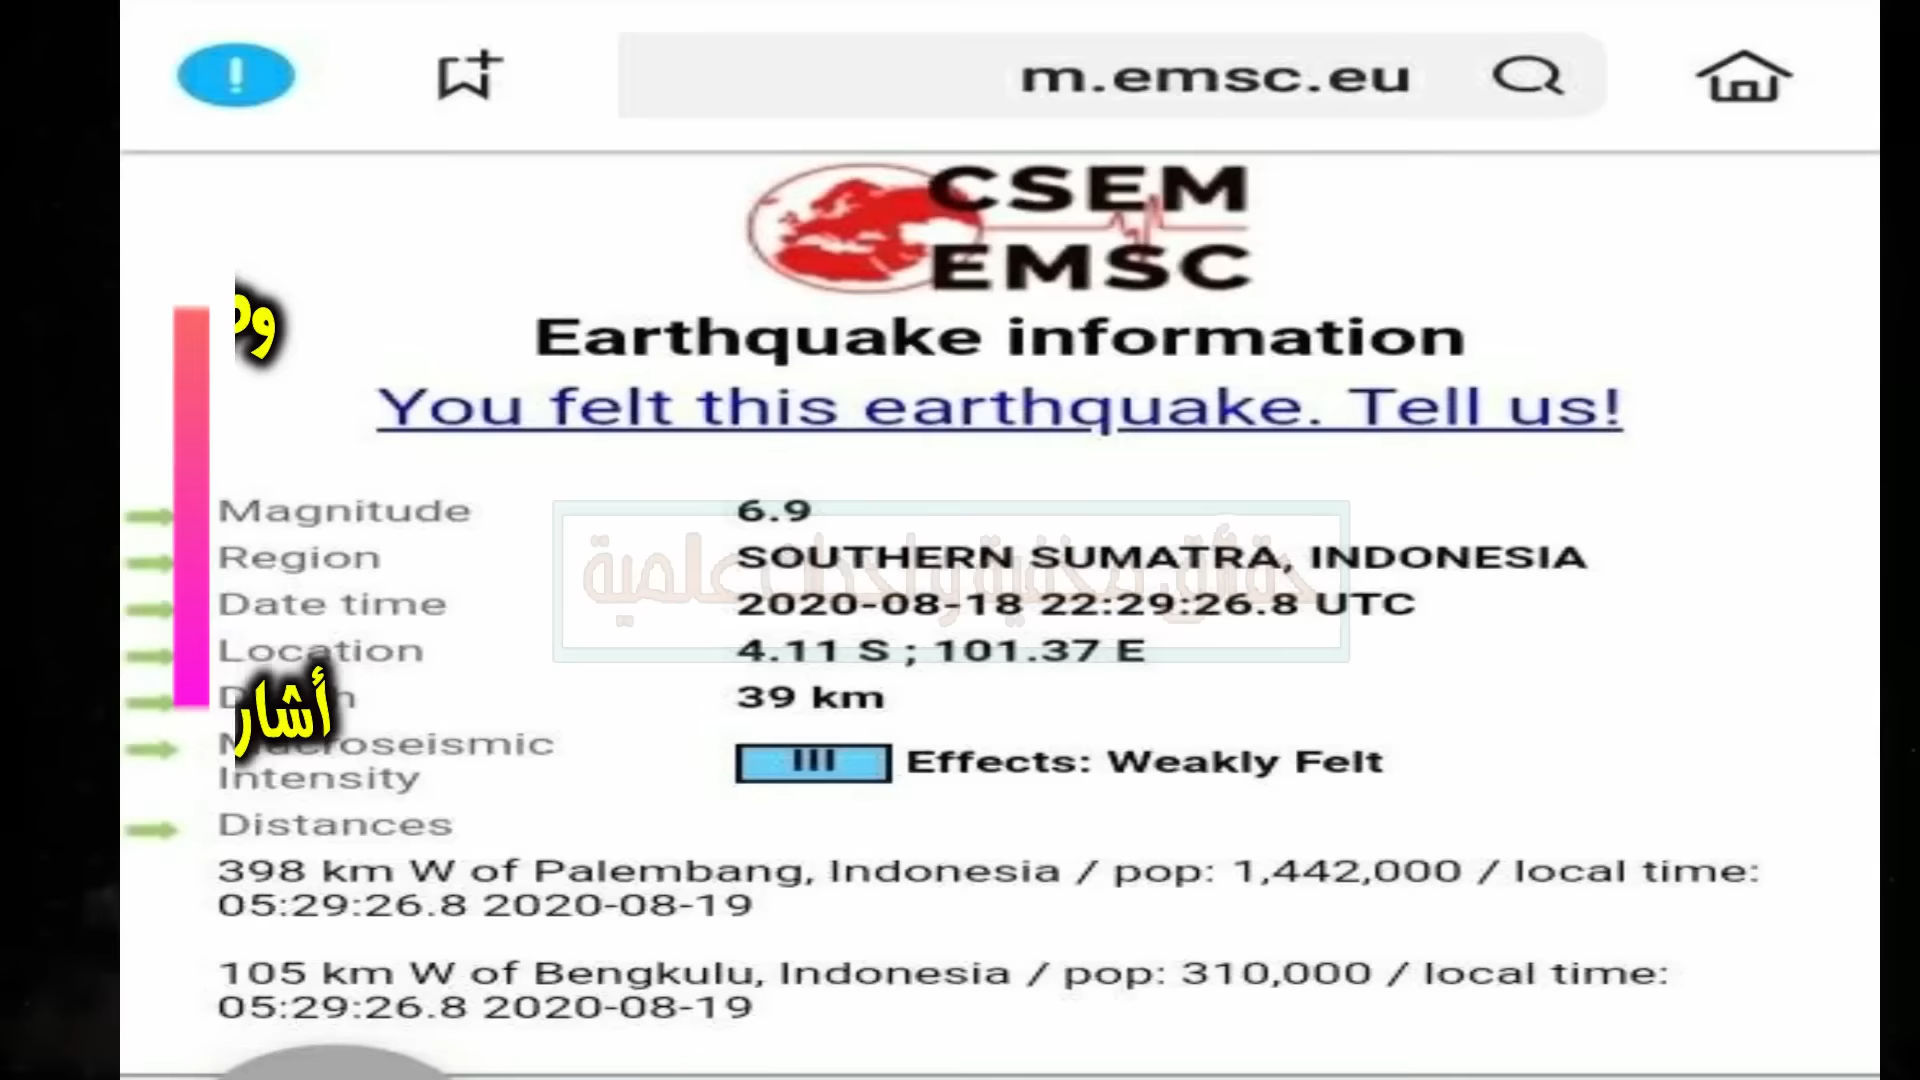 !
m.emsc.eu
CSEM
EMSC
Earthquake information
You felt this earthquake. Tell us!
Magnitude 6.9
Region SOUTHERN SUMATRA, INDONESIA
Date time 2020-08-18 22:29:26.8 UTC
Location 4.11 S ; 101.37 E
39 km
أشار
Macroseismic
Intensity III Effects: Weakly Felt
Distances
398 km W of Palembang, Indonesia / pop: 1,442,000 / local time:
05:29:26.8 2020-08-19
105 km W of Bengkulu, Indonesia / pop: 310,000 / local time:
05:29:26.8 2020-08-19
علمية